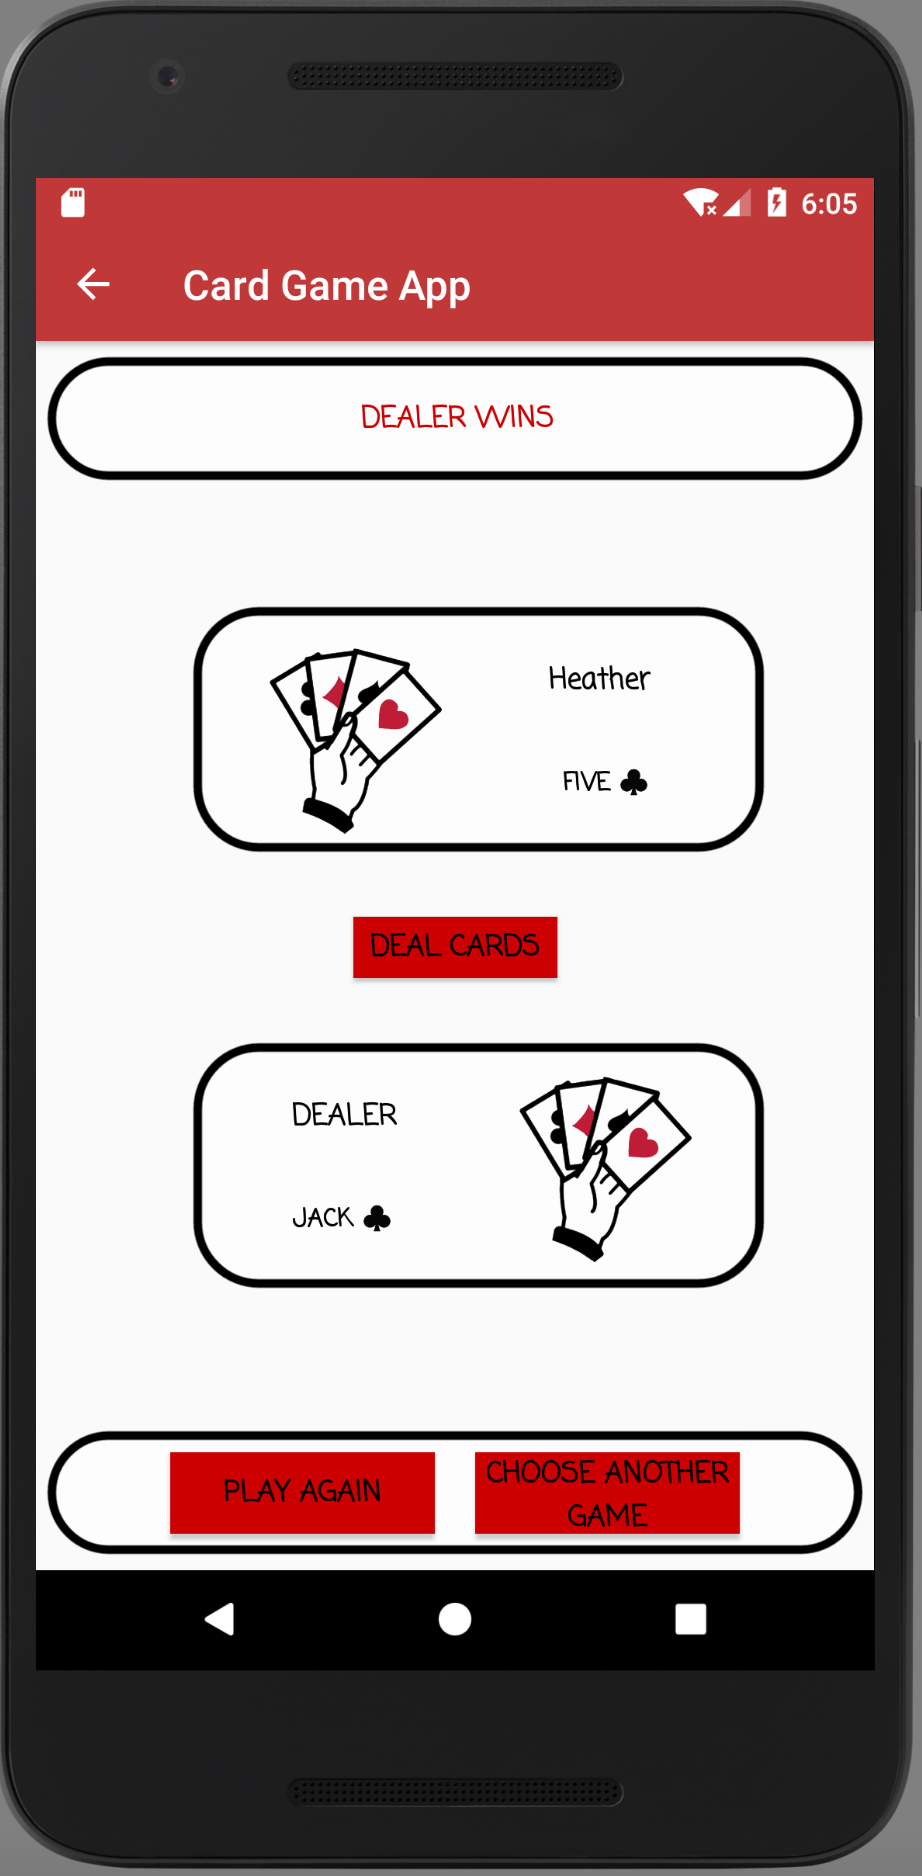 6:05
Card Game App
DEALER WINS
Heather
FIVE ♣
DEAL CARDS
DEALER
JACK ♣
PLAY AGAIN
CHOOSE ANOTHER
GAME